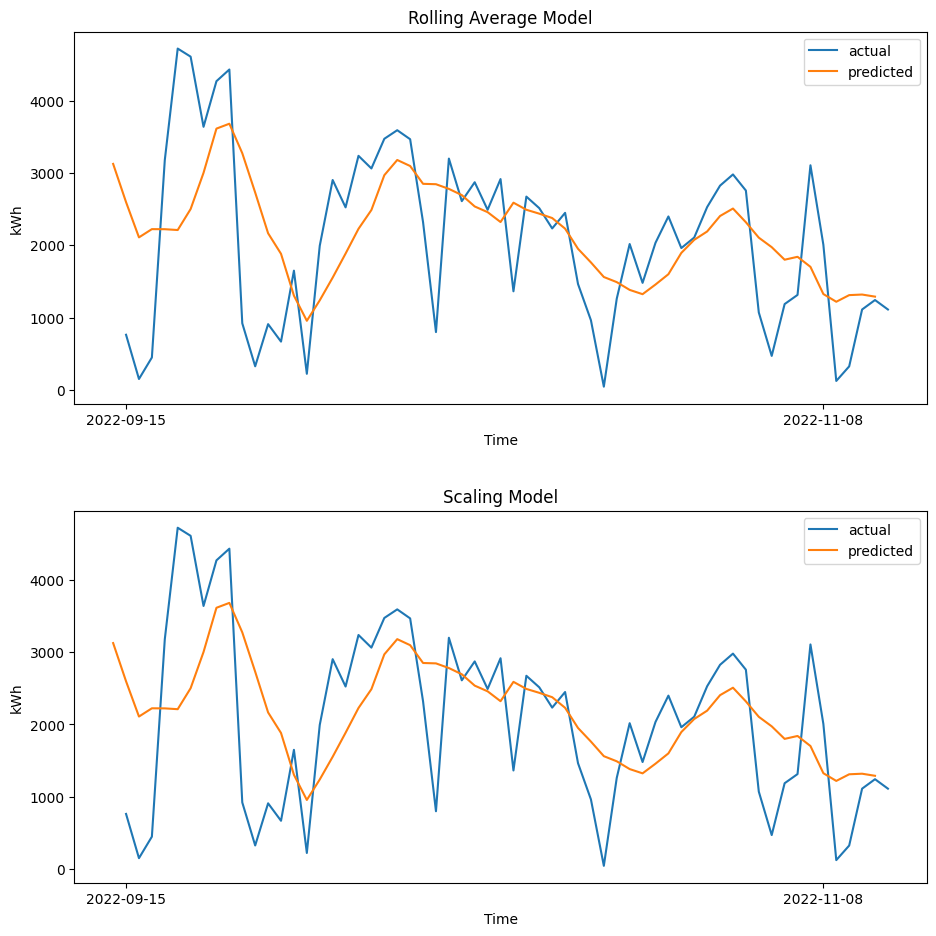 Rolling Average Model
actual
predicted
4000
3000
2000
1000
0
kWh
2022-09-15
2022-11-08
Time
Scaling Model
actual
predicted
4000
3000
2000
1000
0
kWh
2022-09-15
2022-11-08
Time